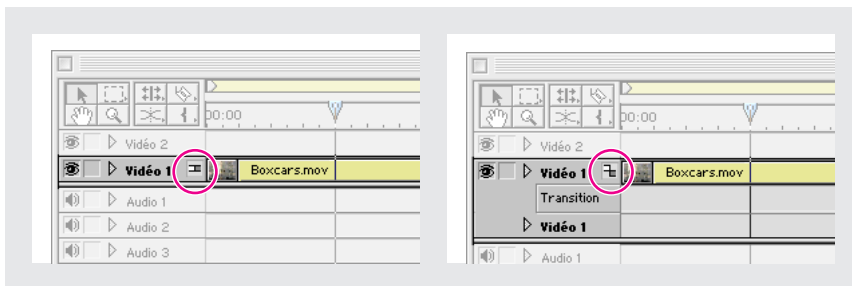 00:00
Vidéo 2
Vidéo 1 Boxcars.mov
Audio 1
Audio 2
Audio 3
00:00
Vidéo 2
Vidéo 1 Boxcars.mov
Transition
Vidéo 1
Audio 1